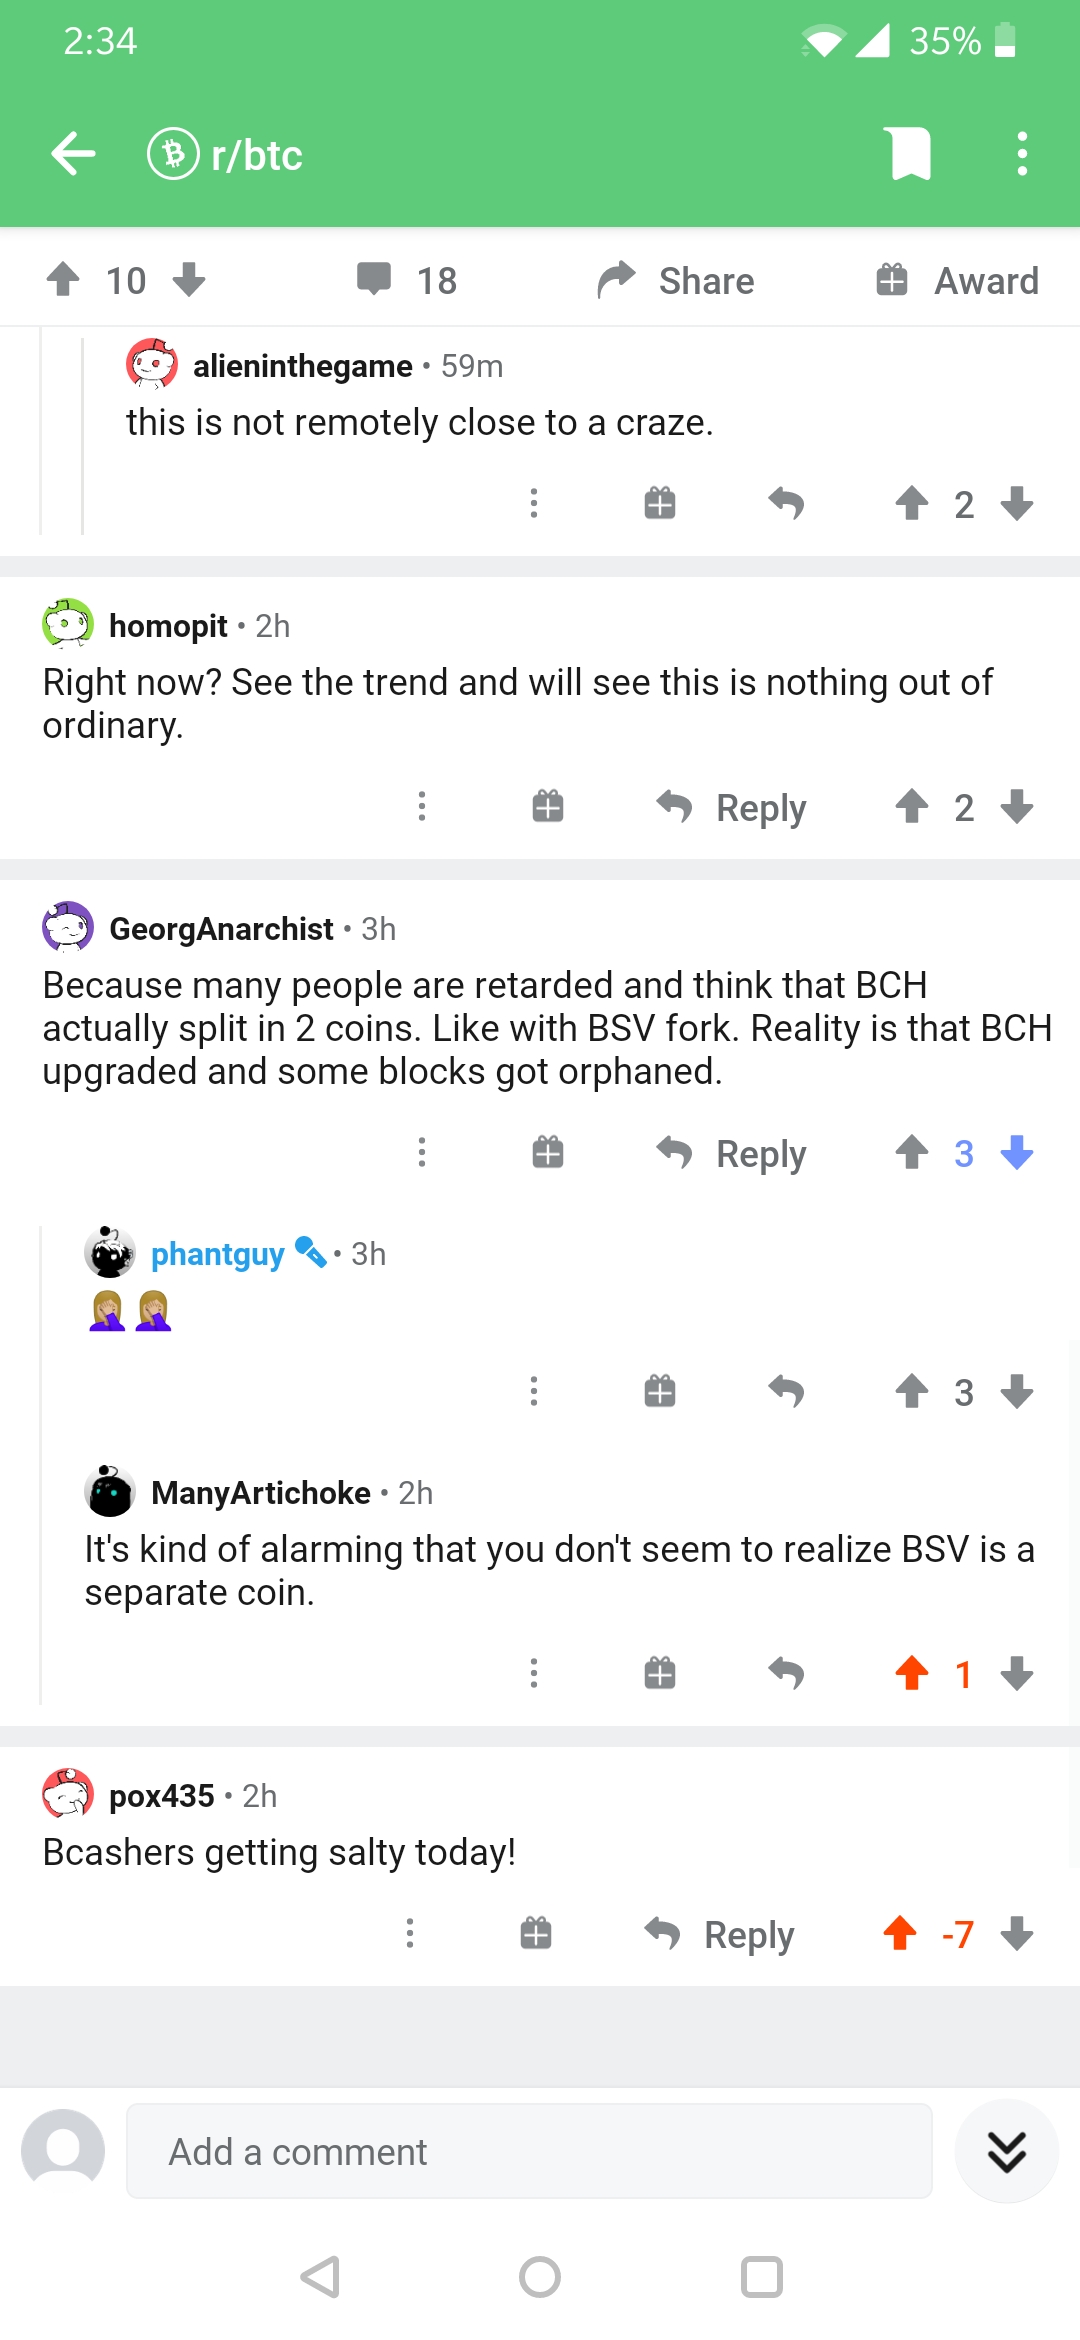 2:34
35%
r/btc
10
18
Share
Award
alieninthegame • 59m
this is not remotely close to a craze.
2
homopit • 2h
Right now? See the trend and will see this is nothing out of
ordinary.
Reply
2
GeorgAnarchist • 3h
Because many people are retarded and think that BCH
actually split in 2 coins. Like with BSV fork. Reality is that BCH
upgraded and some blocks got orphaned.
Reply
3
phantguy • 3h
🤦🏼‍♀️🤦🏼‍♀️
3
ManyArtichoke • 2h
It's kind of alarming that you don't seem to realize BSV is a
separate coin.
1
pox435 • 2h
Bcashers getting salty today!
Reply
-7
Add a comment